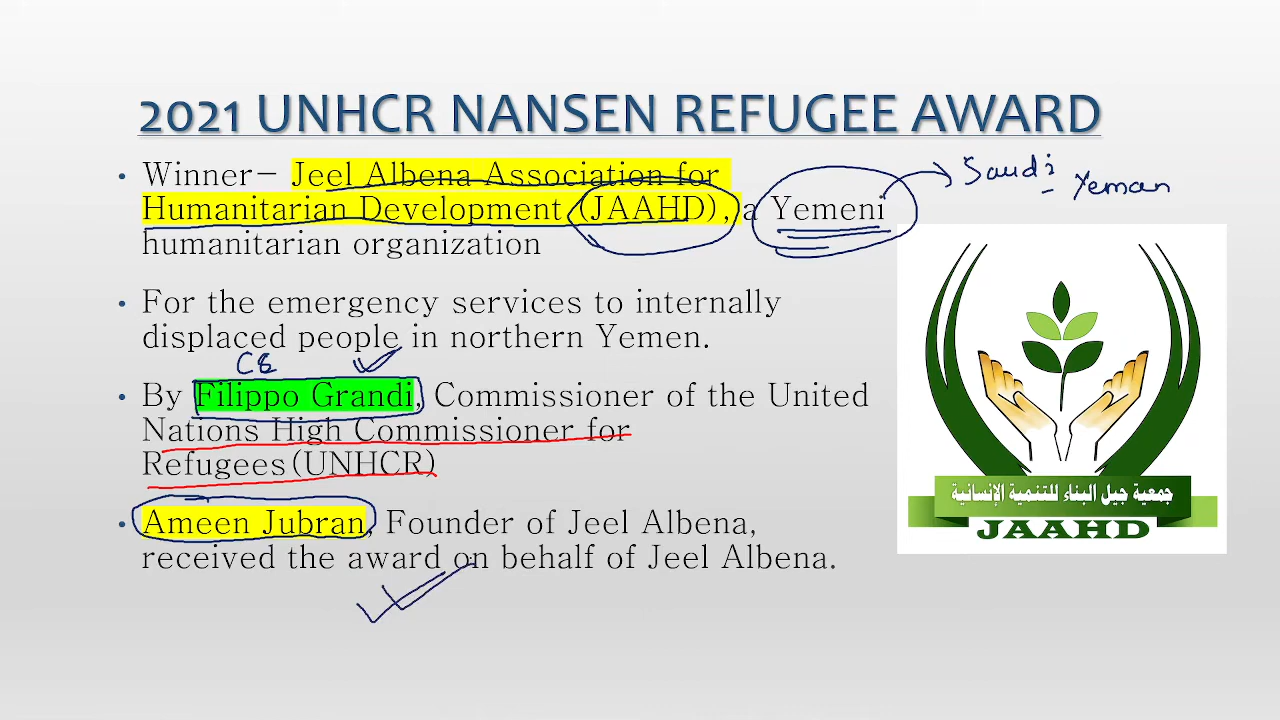 2021 UNHCR NANSEN REFUGEE AWARD
• Winner- Jeel Albena Association for
Humanitarian Development (JAAHD), a Yemeni
humanitarian organization
Saudi
Yeman
• For the emergency services to internally
displaced people in northern Yemen.
• By Filippo Grandi, Commissioner of the United
Nations High Commissioner for
Refugees(UNHCR)
• Ameen Jubran, Founder of Jeel Albena,
received the award on behalf of Jeel Albena.
جمعية جيل البناء للتنمية الإنسانية
JAAHD